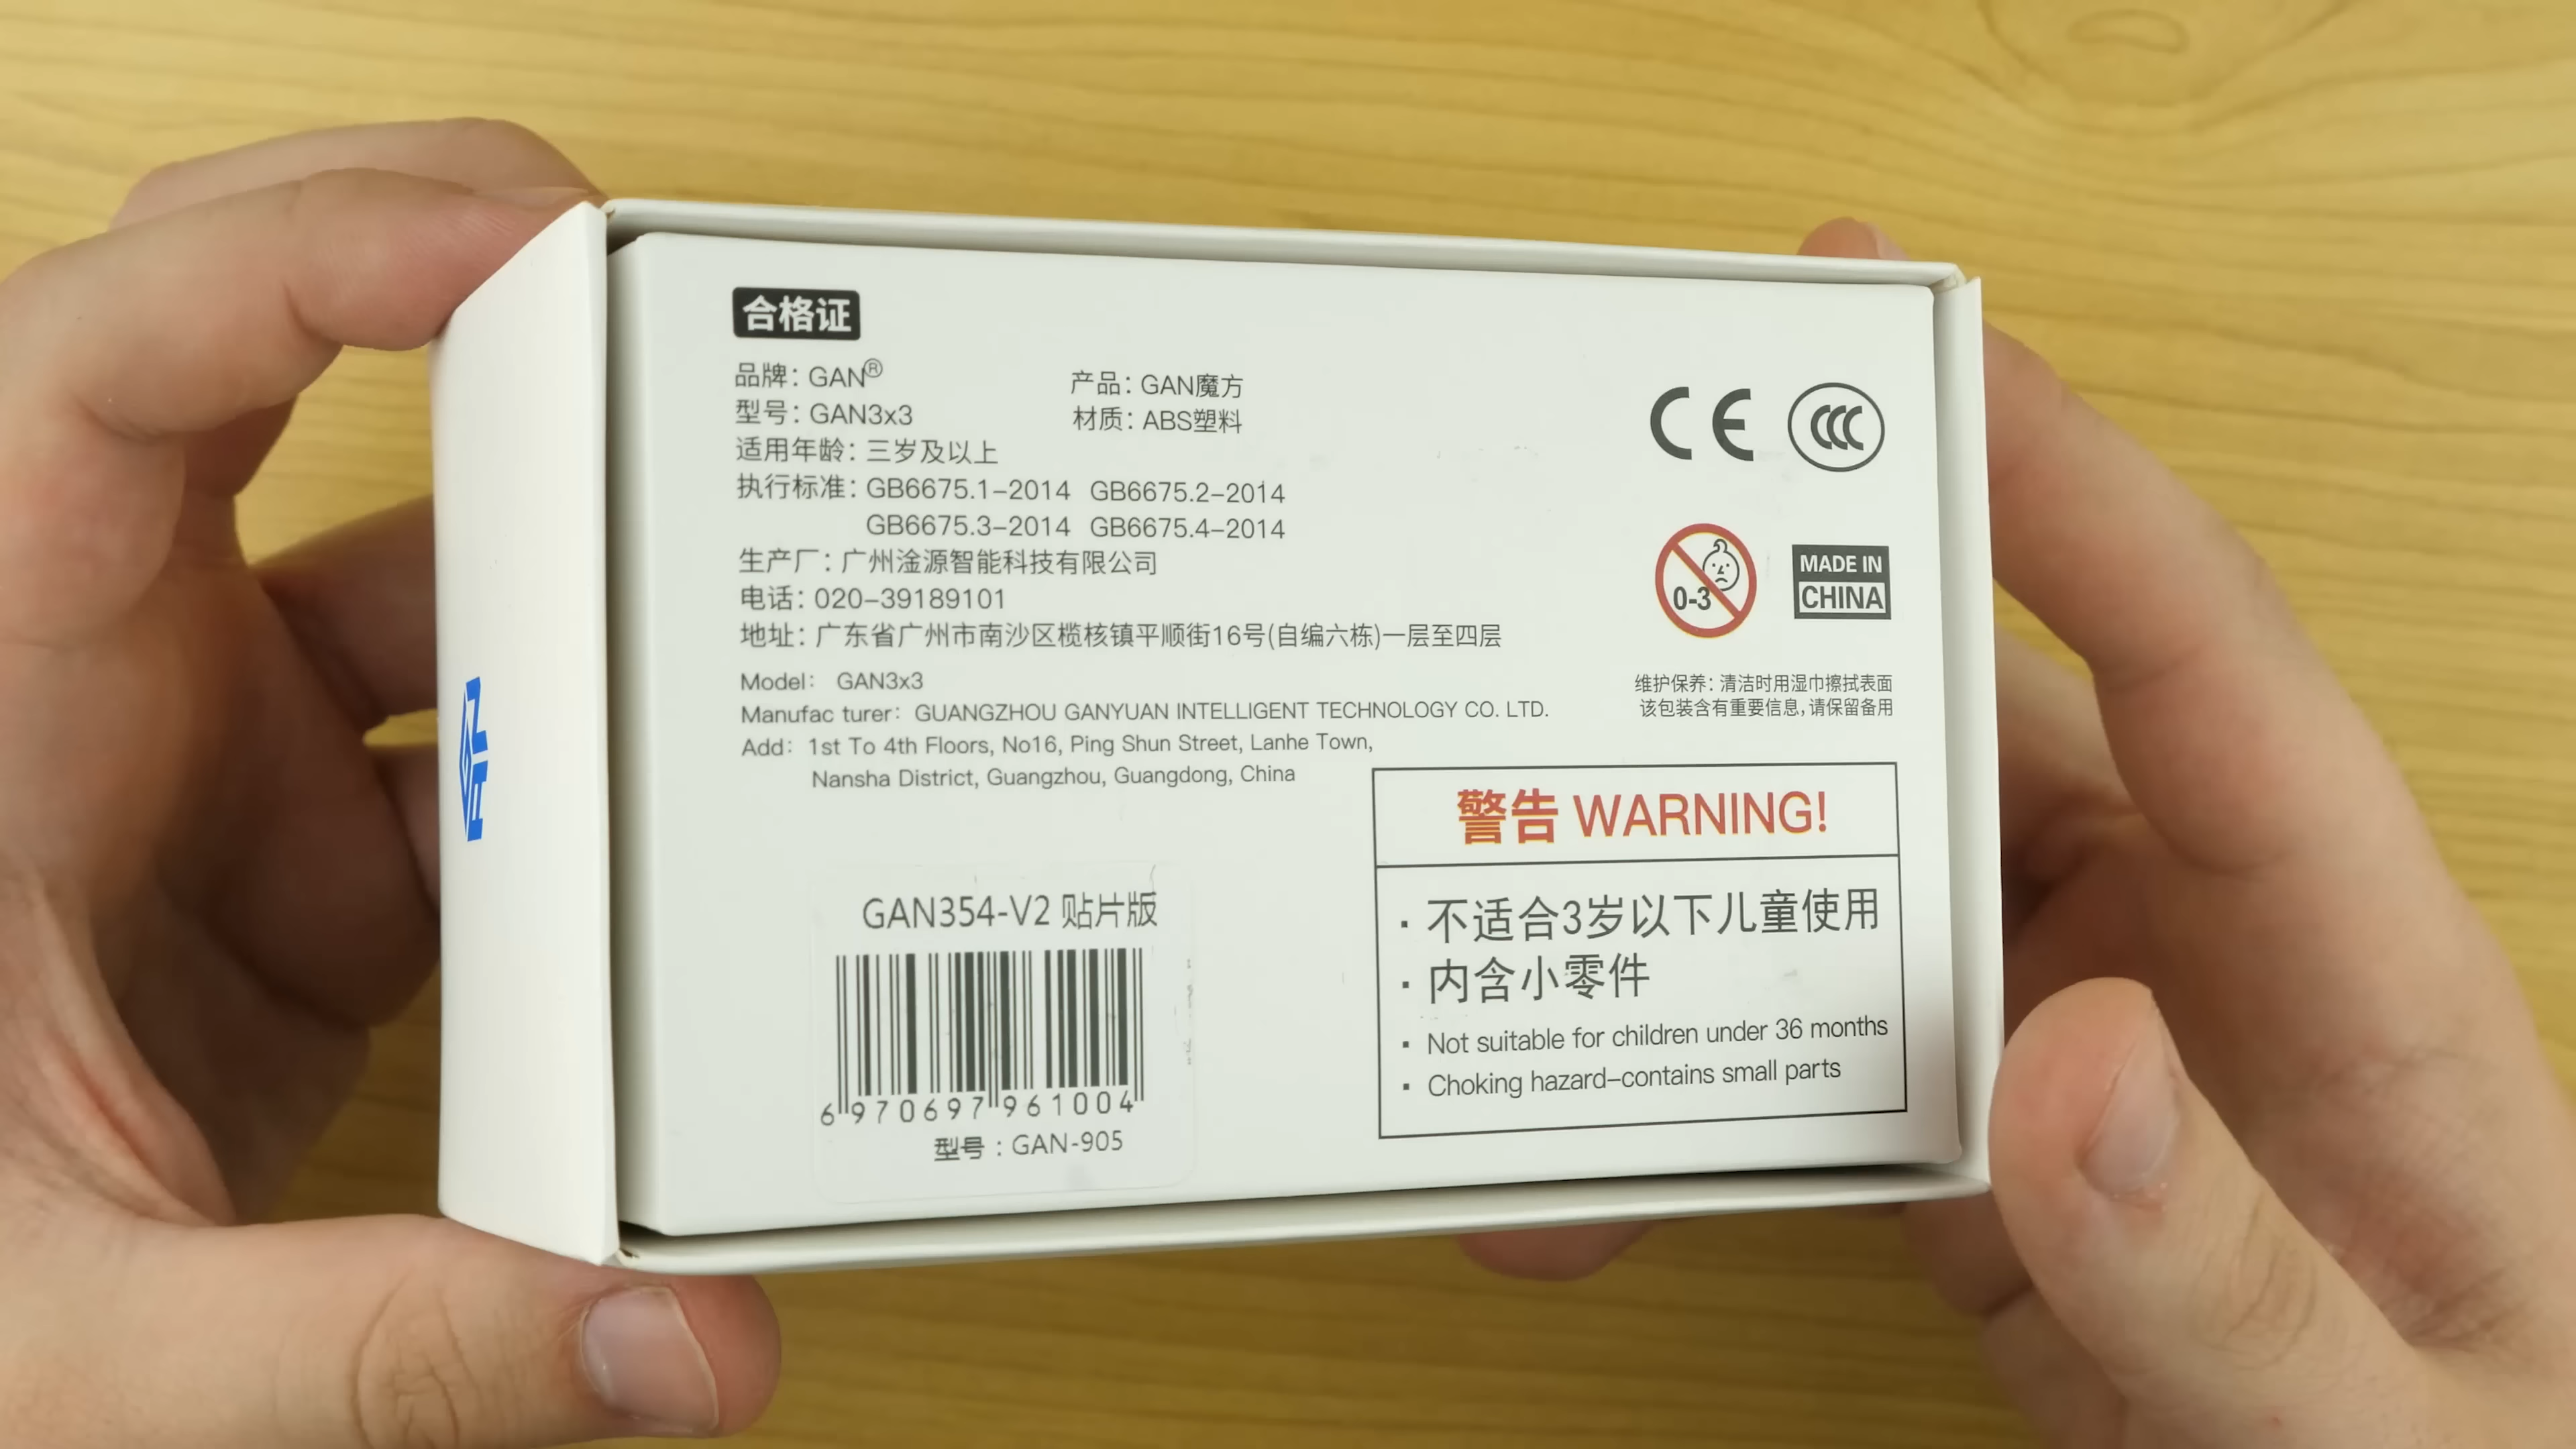 合格证
品牌：GAN® 产品：GAN魔方
型号：GAN3x3 材质：ABS塑料
适用年龄：三岁及以上
执行标准：GB6675.1-2014 GB6675.2-2014
GB6675.3-2014 GB6675.4-2014
生产厂：广州淦源智能科技有限公司
电话：020-39189101
地址：广东省广州市南沙区榄核镇平顺街16号(自编六栋)一层至四层
Model: GAN3x3
Manufac turer: GUANGZHOU GANYUAN INTELLIGENT TECHNOLOGY CO. LTD.
Add: 1st To 4th Floors, No16, Ping Shun Street, Lanhe Town,
Nansha District, Guangzhou, Guangdong, China
CE CCC
0-3
MADE IN
CHINA
维护保养：清洁时用湿巾擦拭表面
该包装含有重要信息，请保留备用
警告 WARNING!
· 不适合3岁以下儿童使用
· 内含小零件
· Not suitable for children under 36 months
· Choking hazard-contains small parts
GAN354-V2 贴片版
6970697961004
型号：GAN-905